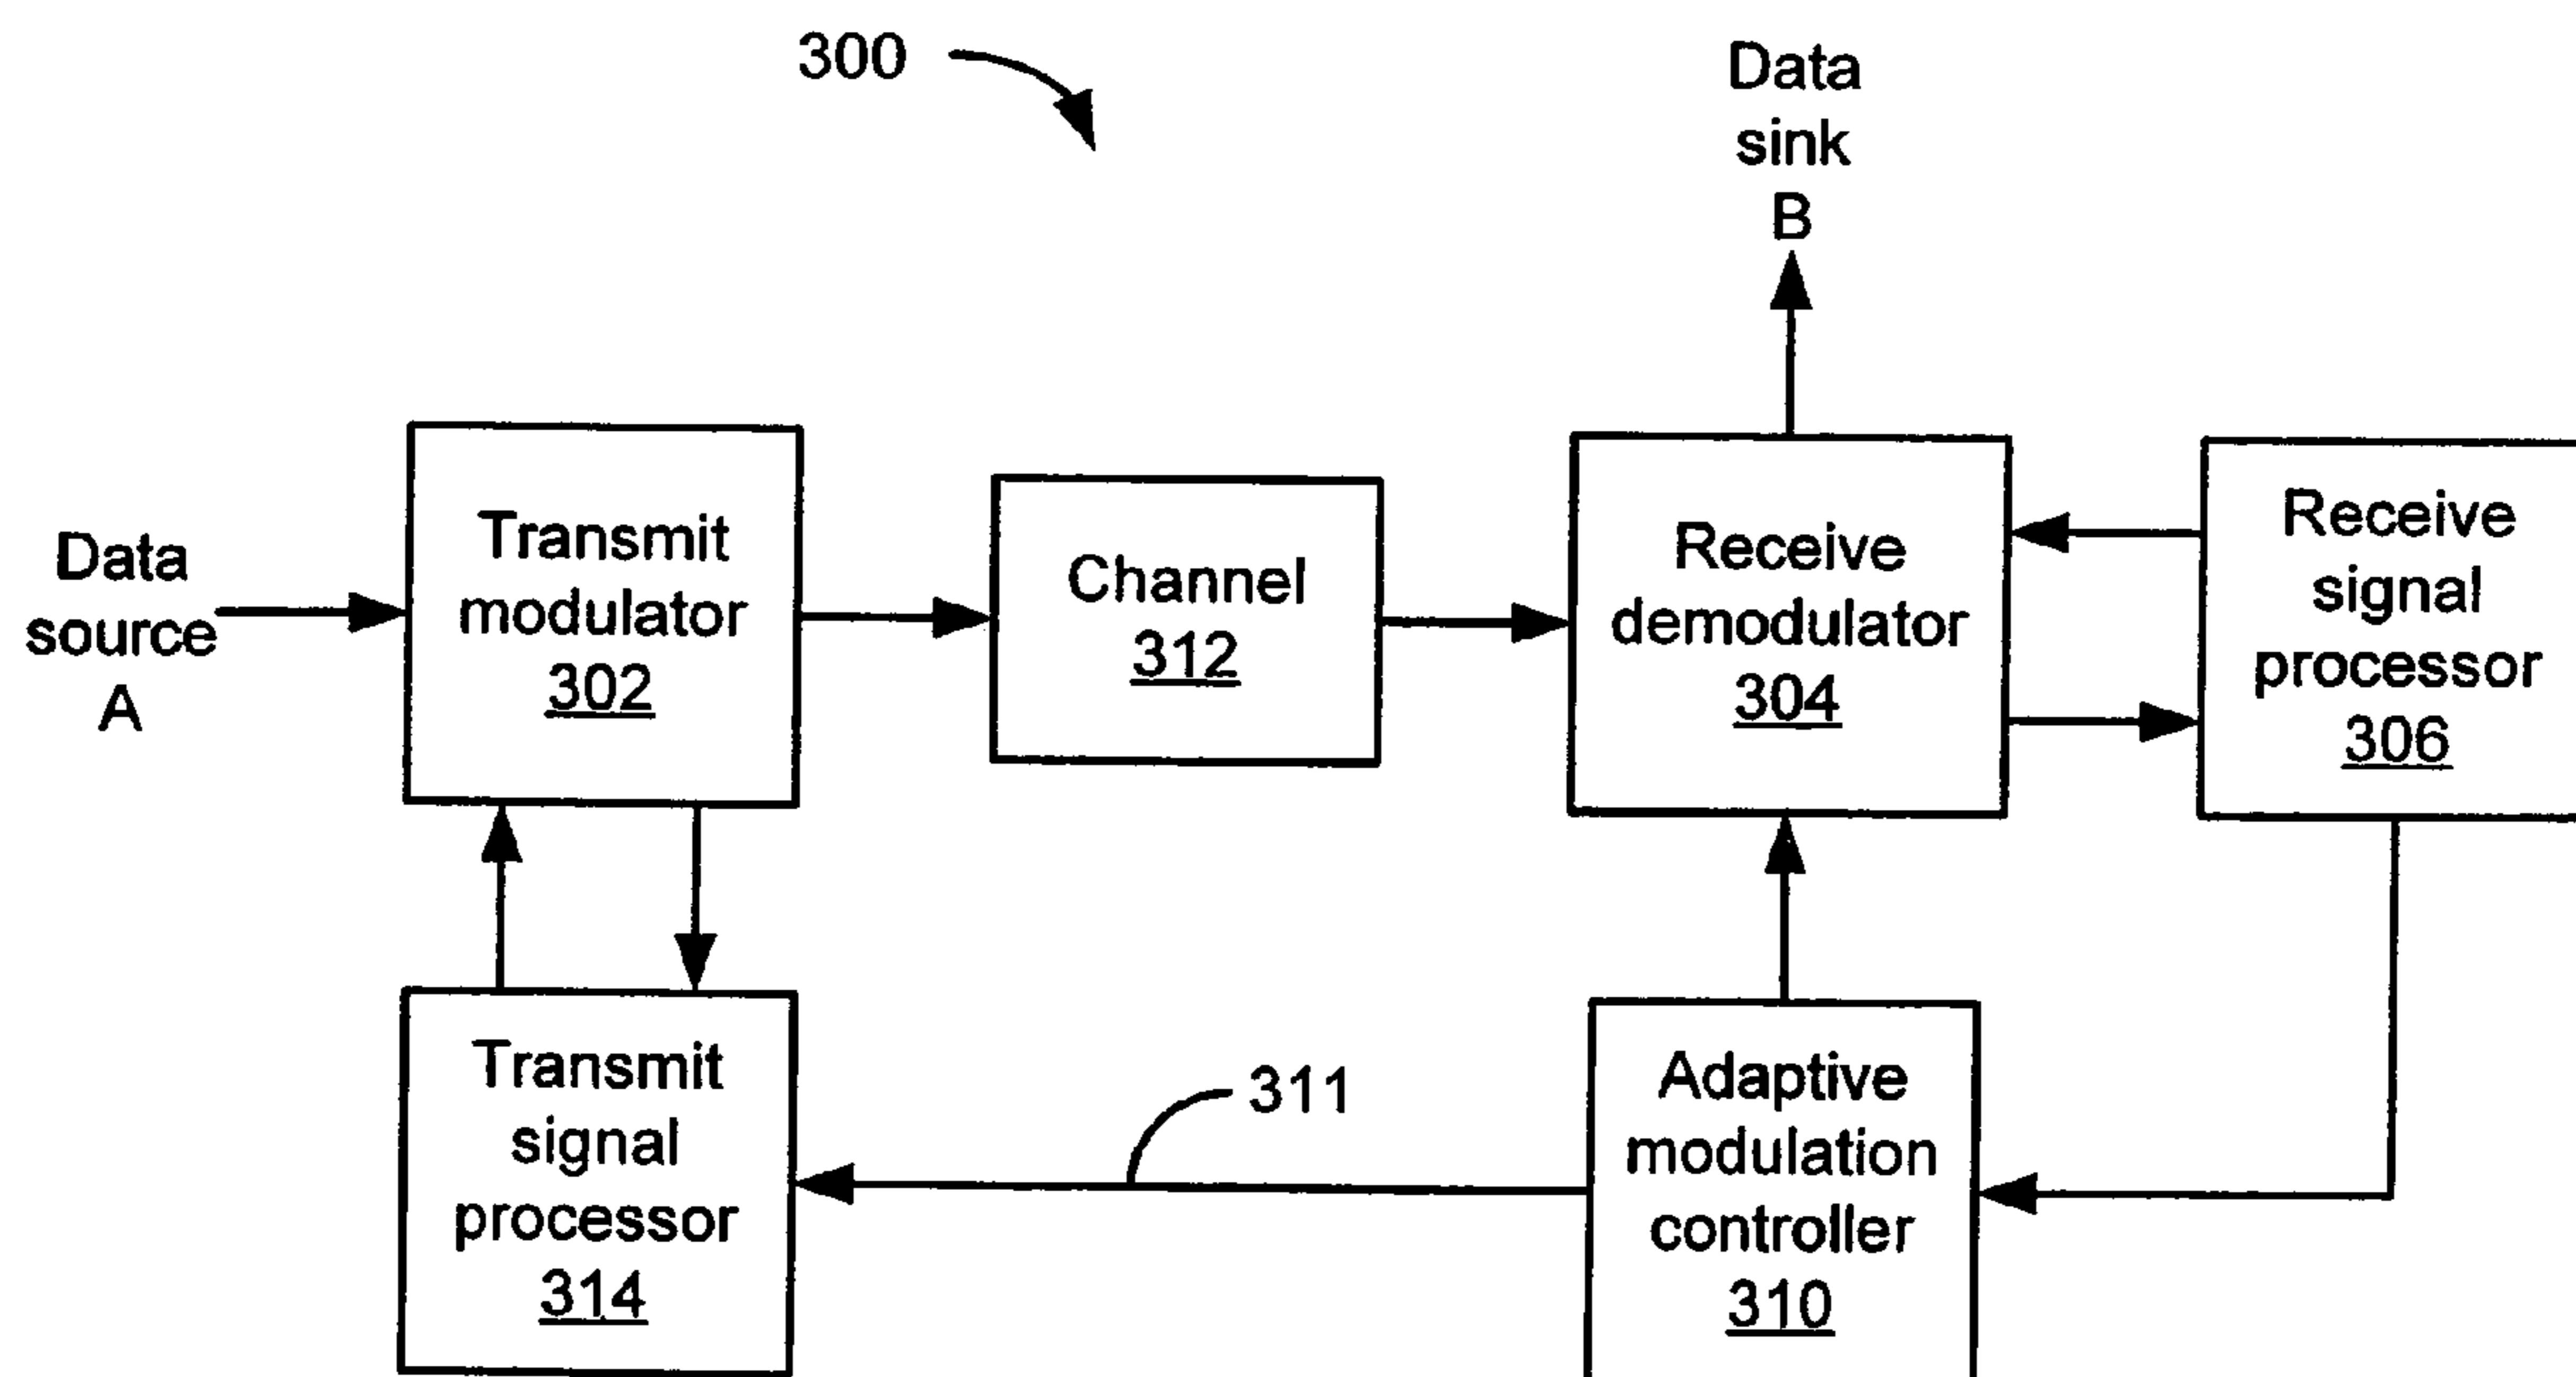 300
Data
sink
B
Data
source
A
Transmit
modulator
302
Channel
312
Receive
demodulator
304
Receive
signal
processor
306
Transmit
signal
processor
314
311
Adaptive
modulation
controller
310